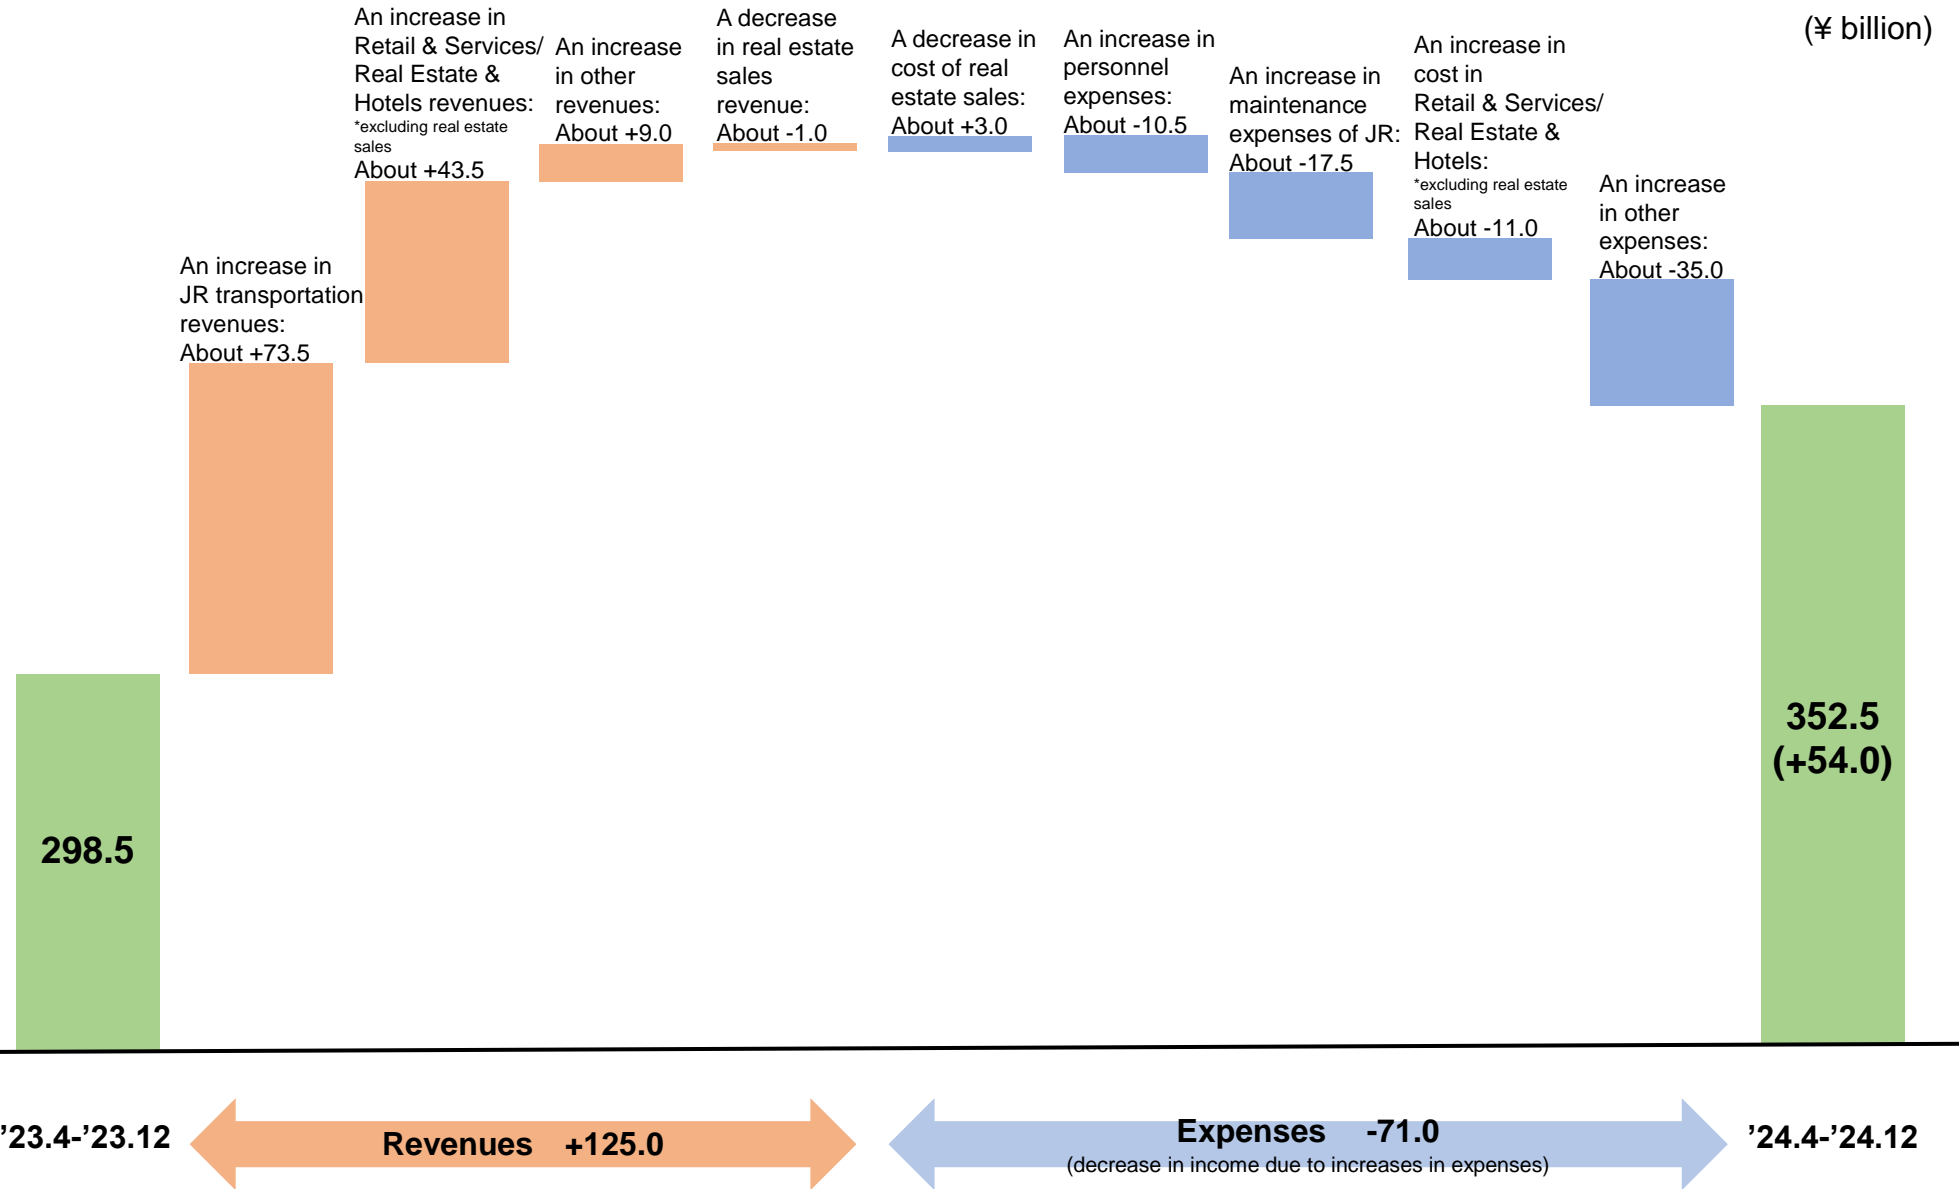 (¥ billion)
An increase in
JR transportation
revenues:
About +73.5
An increase in
Retail & Services/
Real Estate &
Hotels revenues:
*excluding real estate
sales
About +43.5
An increase
in other
revenues:
About +9.0
A decrease
in real estate
sales
revenue:
About -1.0
A decrease in
cost of real
estate sales:
About +3.0
An increase in
personnel
expenses:
About -10.5
An increase in
maintenance
expenses of JR:
About -17.5
An increase in
cost in
Retail & Services/
Real Estate &
Hotels:
*excluding real estate
sales
About -11.0
An increase
in other
expenses:
About -35.0
298.5
352.5
(+54.0)
’23.4-’23.12
Revenues +125.0
Expenses -71.0
(decrease in income due to increases in expenses)
’24.4-’24.12